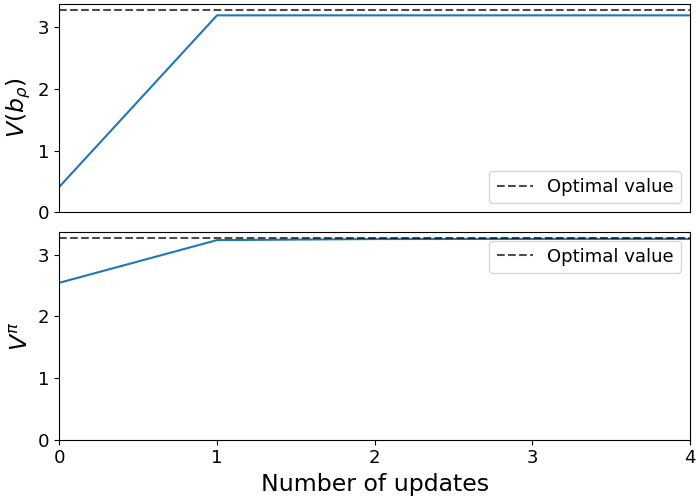 3
2
1
0
V(b_ρ)
Optimal value
3
2
1
0
V^π
Optimal value
0 1 2 3 4
Number of updates